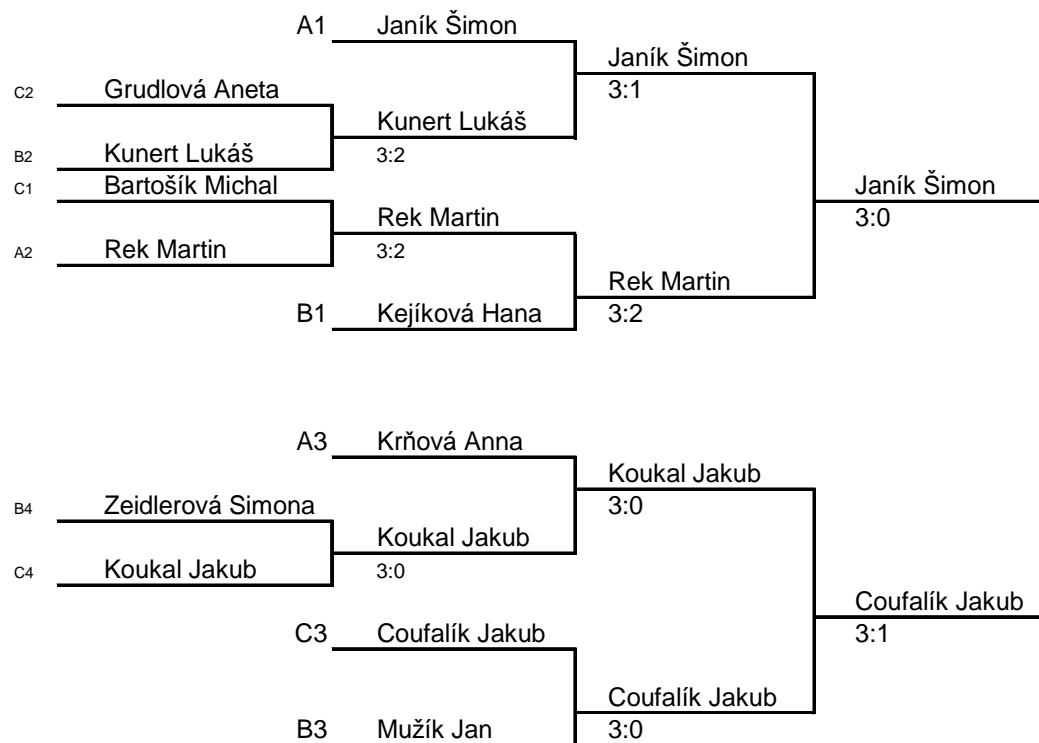 A1 Janík Šimon
Janík Šimon
C2 Grudlová Aneta
3:1
Kunert Lukáš
B2 Kunert Lukáš
3:2
C1 Bartošík Michal
Janík Šimon
Rek Martin
3:0
A2 Rek Martin
3:2
Rek Martin
B1 Kejíková Hana
3:2
A3 Krňová Anna
Koukal Jakub
B4 Zeidlerová Simona
3:0
Koukal Jakub
C4 Koukal Jakub
3:0
Coufalík Jakub
C3 Coufalík Jakub
3:1
Coufalík Jakub
B3 Mužík Jan
3:0